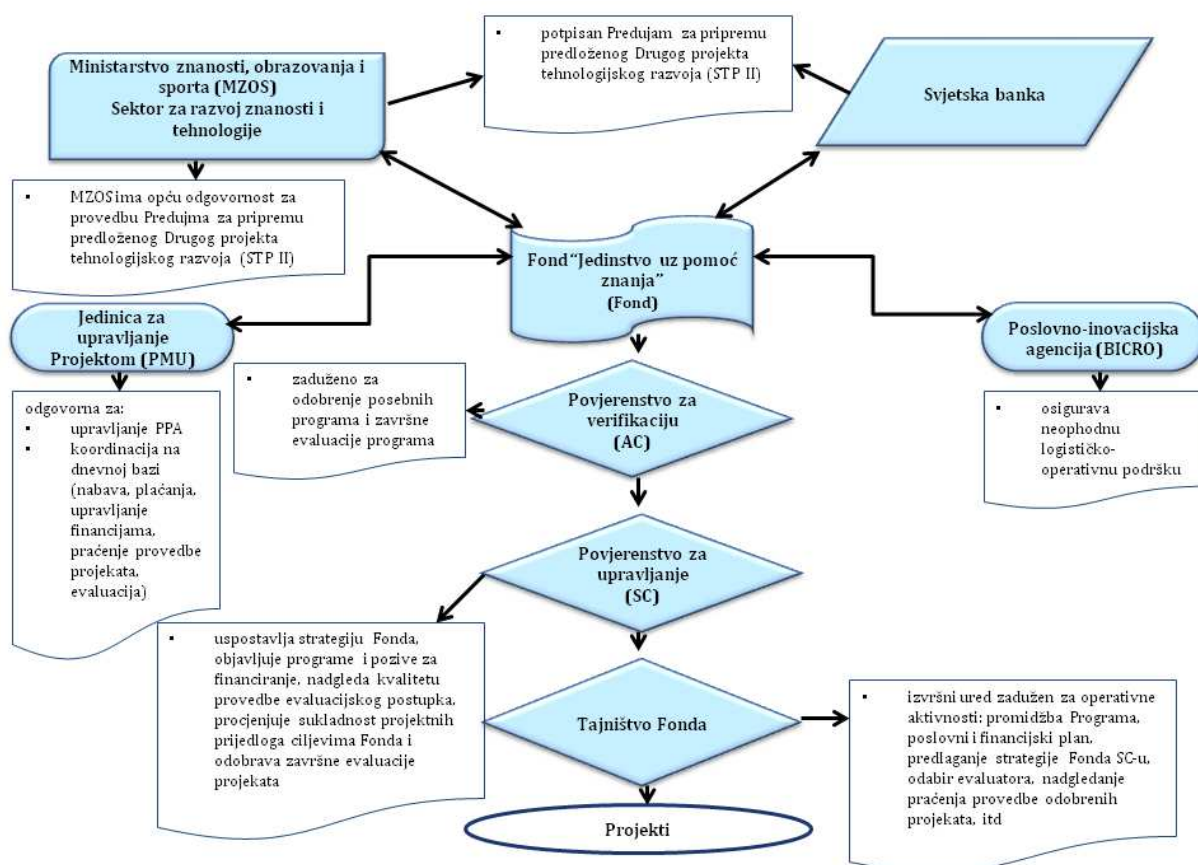 Ministarstvo znanosti, obrazovanja i
sporta (MZOS)
Sektor za razvoj znanosti i
tehnologije
▪ potpisan Predujam za pripremu
predloženog Drugog projekta
tehnologijskog razvoja (STP II)
Svjetska banka
▪ MZOS ima opću odgovornost za
provedbu Predujma za pripremu
predloženog Drugog projekta
tehnologijskog razvoja (STP II)
Fond “Jedinstvo uz pomoć
znanja”
(Fond)
Jedinica za
upravljanje
Projektom (PMU)
Poslovno-inovacijska
agencija (BICRO)
▪ zaduženo za
odobrenje posebnih
programa i završne
evaluacije programa
Povjerenstvo za
verifikaciju
(AC)
odgovorna za:
▪ upravljanje PPA
▪ koordinacija na
dnevnoj bazi
(nabava, plaćanja,
upravljanje
financijama,
praćenje provedbe
projekata,
evaluacija)
▪ osigurava
neophodnu
logističko-
operativnu podršku
Povjerenstvo za
upravljanje
(SC)
▪ uspostavlja strategiju Fonda,
objavljuje programe i pozive za
financiranje, nadgleda kvalitetu
provedbe evaluacijskog postupka,
procjenjuje sukladnost projektnih
prijedloga ciljevima Fonda i
odobrava završne evaluacije
projekata
Tajništvo Fonda
▪ izvršni ured zadužen za operativne
aktivnosti: promidžba Programa,
poslovni i financijski plan,
predlaganje strategije Fonda SC-u,
odabir evaluatora, nadgledanje
praćenja provedbe odobrenih
projekata, itd
Projekti